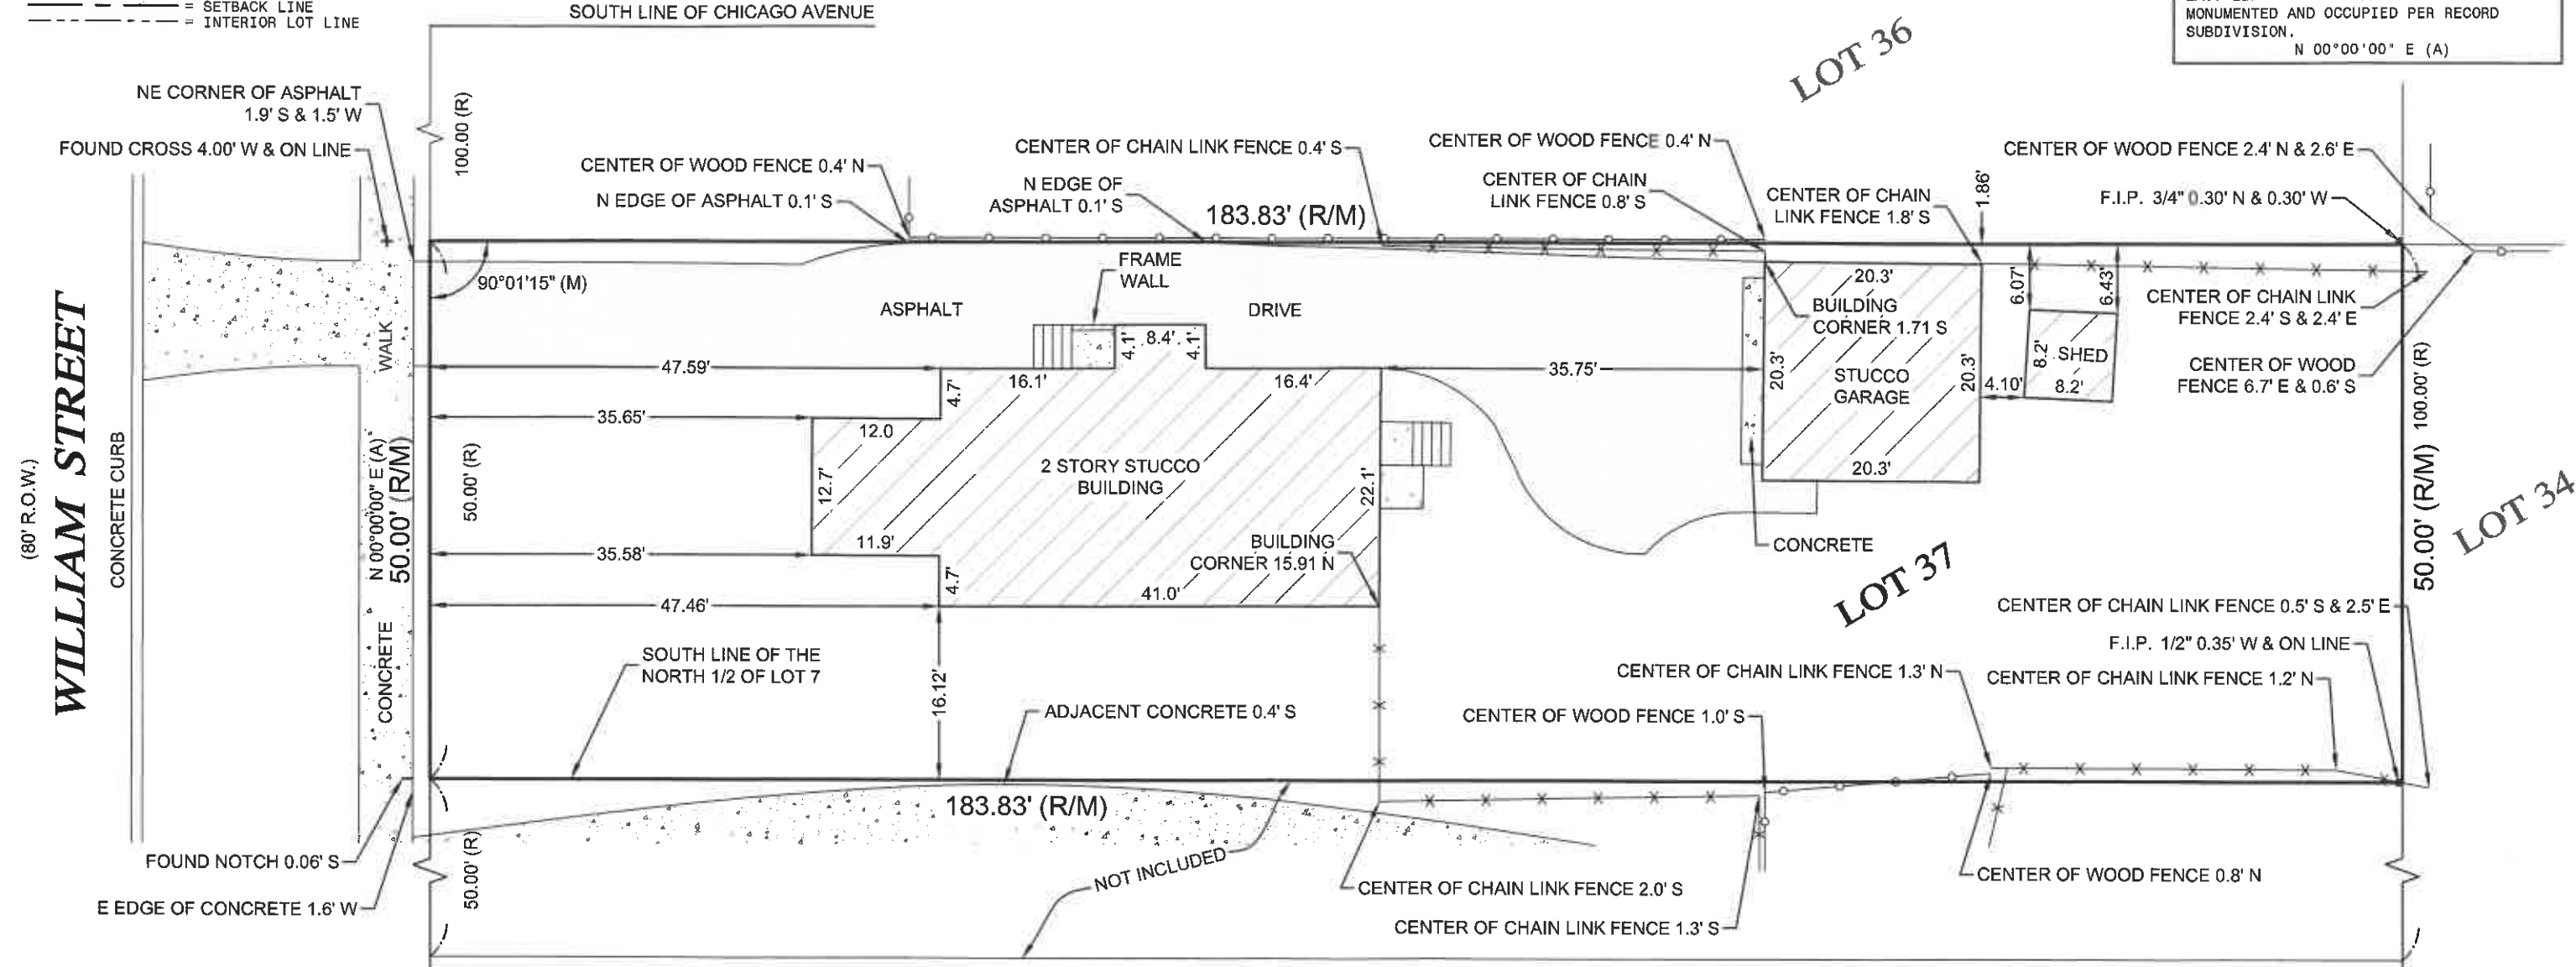 = SETBACK LINE
= INTERIOR LOT LINE
SOUTH LINE OF CHICAGO AVENUE
MONUMENTED AND OCCUPIED PER RECORD
SUBDIVISION.
N 00°00'00" E (A)
LOT 36
NE CORNER OF ASPHALT
1.9' S & 1.5' W
FOUND CROSS 4.00' W & ON LINE
100.00 (R)
CENTER OF WOOD FENCE 0.4' N
N EDGE OF ASPHALT 0.1' S
CENTER OF CHAIN LINK FENCE 0.4' S
N EDGE OF
ASPHALT 0.1' S
183.83' (R/M)
CENTER OF WOOD FENCE 0.4' N
CENTER OF CHAIN
LINK FENCE 0.8' S
CENTER OF CHAIN
LINK FENCE 1.8' S
1.86'
CENTER OF WOOD FENCE 2.4' N & 2.6' E
F.I.P. 3/4" 0.30' N & 0.30' W
90°01'15" (M)
FRAME
WALL
ASPHALT
DRIVE
20.3'
BUILDING
CORNER 1.71 S
6.07'
6.43'
CENTER OF CHAIN LINK
FENCE 2.4' S & 2.4' E
CENTER OF WOOD
FENCE 6.7' E & 0.6' S
WALK
47.59'
4.1'
8.4'
4.1'
16.1'
16.4'
35.75'
20.3'
STUCCO
GARAGE
20.3'
20.3'
4.10'
8.2'
SHED
8.2'
100.00' (R)
WILLIAM STREET
(80' R.O.W.)
CONCRETE CURB
N 00°00'00" E (A)
50.00' (R/M)
50.00' (R)
35.65'
4.7'
12.0
12.7'
11.9'
35.58'
2 STORY STUCCO
BUILDING
22.1'
BUILDING
CORNER 15.91 N
4.7'
41.0'
47.46'
CONCRETE
LOT 37
50.00' (R/M)
LOT 34
CONCRETE
SOUTH LINE OF THE
NORTH 1/2 OF LOT 7
16.12'
ADJACENT CONCRETE 0.4' S
CENTER OF CHAIN LINK FENCE 0.5' S & 2.5' E
F.I.P. 1/2" 0.35' W & ON LINE
CENTER OF CHAIN LINK FENCE 1.3' N
CENTER OF CHAIN LINK FENCE 1.2' N
CENTER OF WOOD FENCE 1.0' S
183.83' (R/M)
FOUND NOTCH 0.06' S
E EDGE OF CONCRETE 1.6' W
50.00' (R)
NOT INCLUDED
CENTER OF CHAIN LINK FENCE 2.0' S
CENTER OF CHAIN LINK FENCE 1.3' S
CENTER OF WOOD FENCE 0.8' N